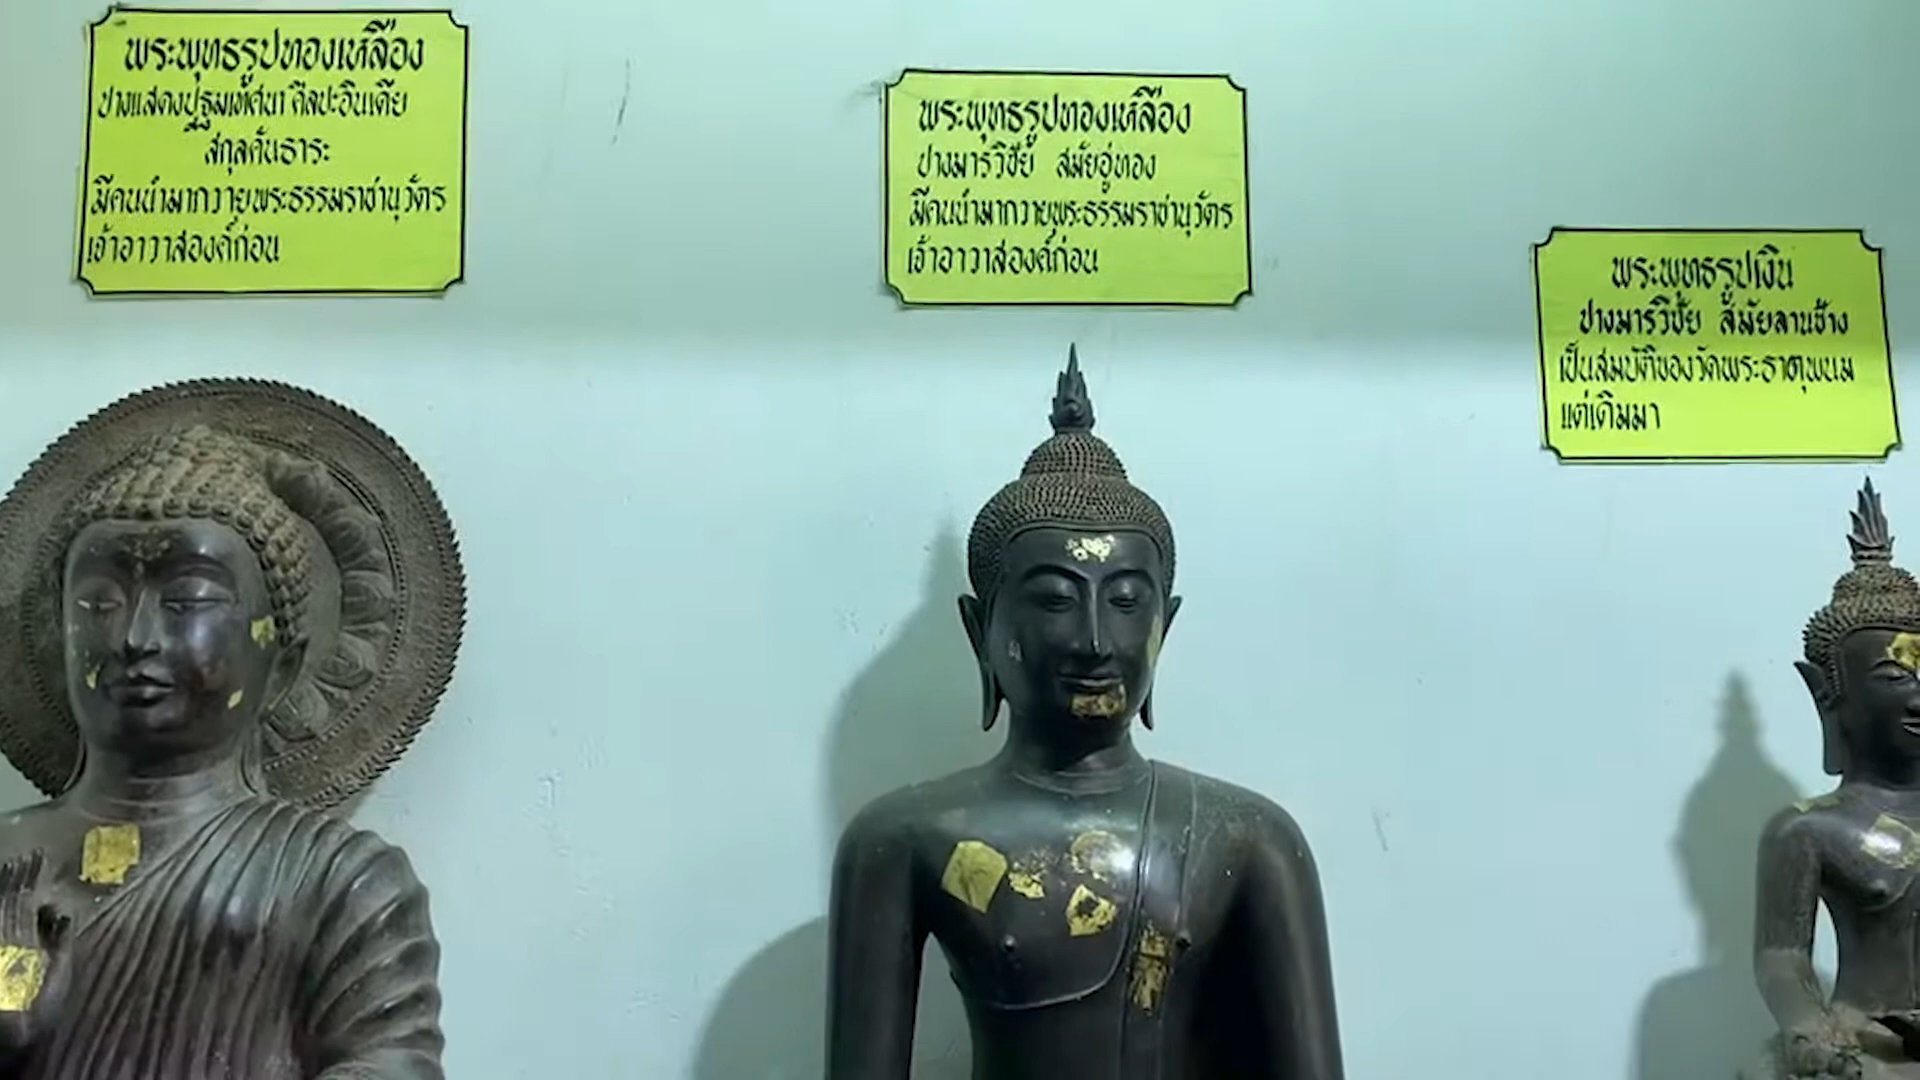 พระพุทธรูปทองเหลือง
ปางแสดงปฐมเทศนา ศิลปะอินเดีย
สกุลคันธาระ
มีคนนำมาถวายพระธรรมราชานุวัตร
เจ้าอาวาสองค์ก่อน
พระพุทธรูปทองเหลือง
ปางมารวิชัย สมัยอู่ทอง
มีคนนำมาถวายพระธรรมราชานุวัตร
เจ้าอาวาสองค์ก่อน
พระพุทธรูปเงิน
ปางมารวิชัย สมัยลานช้าง
เป็นสมบัติของวัดพระธาตุพนม
แต่เดิมมา